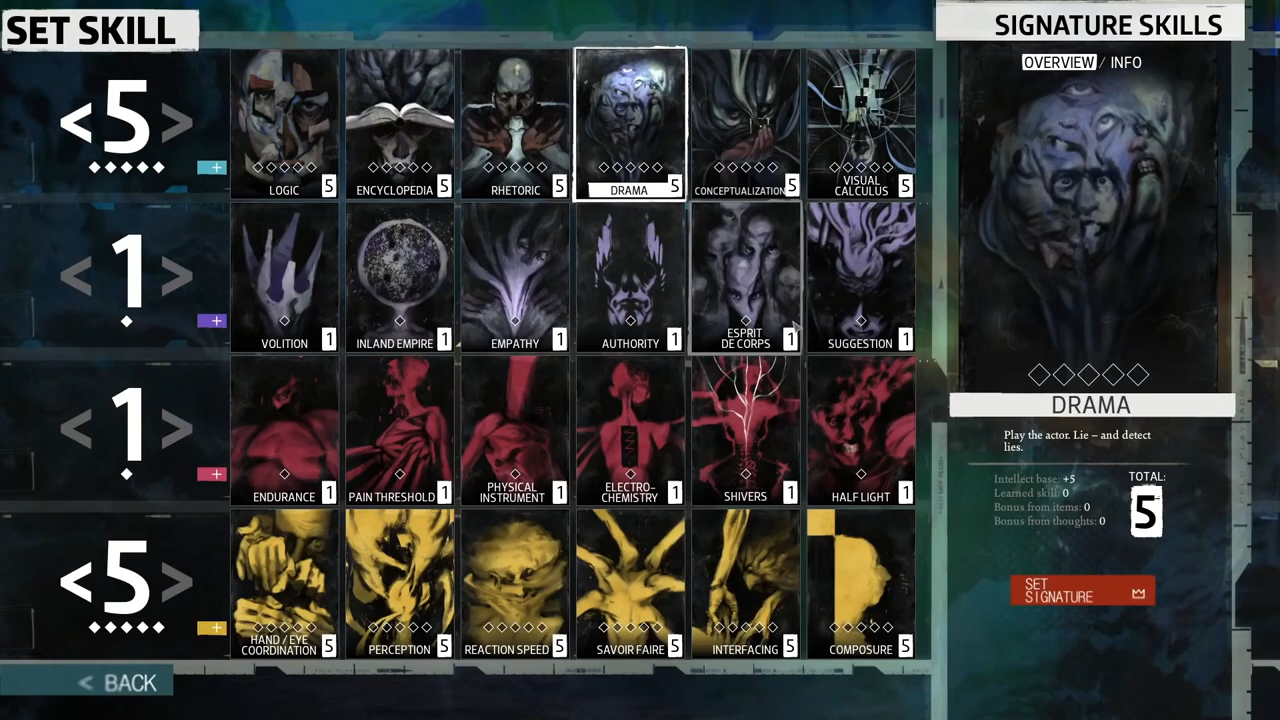 SET SKILL
SIGNATURE SKILLS
OVERVIEW / INFO
< 5 >
+
LOGIC 5
ENCYCLOPEDIA 5
RHETORIC 5
DRAMA 5
CONCEPTUALIZATION 5
VISUAL
CALCULUS 5
< 1 >
+
VOLITION 1
INLAND EMPIRE 1
EMPATHY 1
AUTHORITY 1
ESPRIT
DE CORPS 1
SUGGESTION 1
< 1 >
+
ENDURANCE 1
PAIN THRESHOLD 1
PHYSICAL
INSTRUMENT 1
ELECTRO-
CHEMISTRY 1
SHIVERS 1
HALF LIGHT 1
< 5 >
+
HAND / EYE
COORDINATION 5
PERCEPTION 5
REACTION SPEED 5
SAVOIR FAIRE 5
INTERFACING 5
COMPOSURE 5
< BACK
DRAMA
Play the actor. Lie – and detect
lies.
Intellect base: +5
Learned skill: 0
Bonus from items: 0
Bonus from thoughts: 0
TOTAL:
5
SET
SIGNATURE